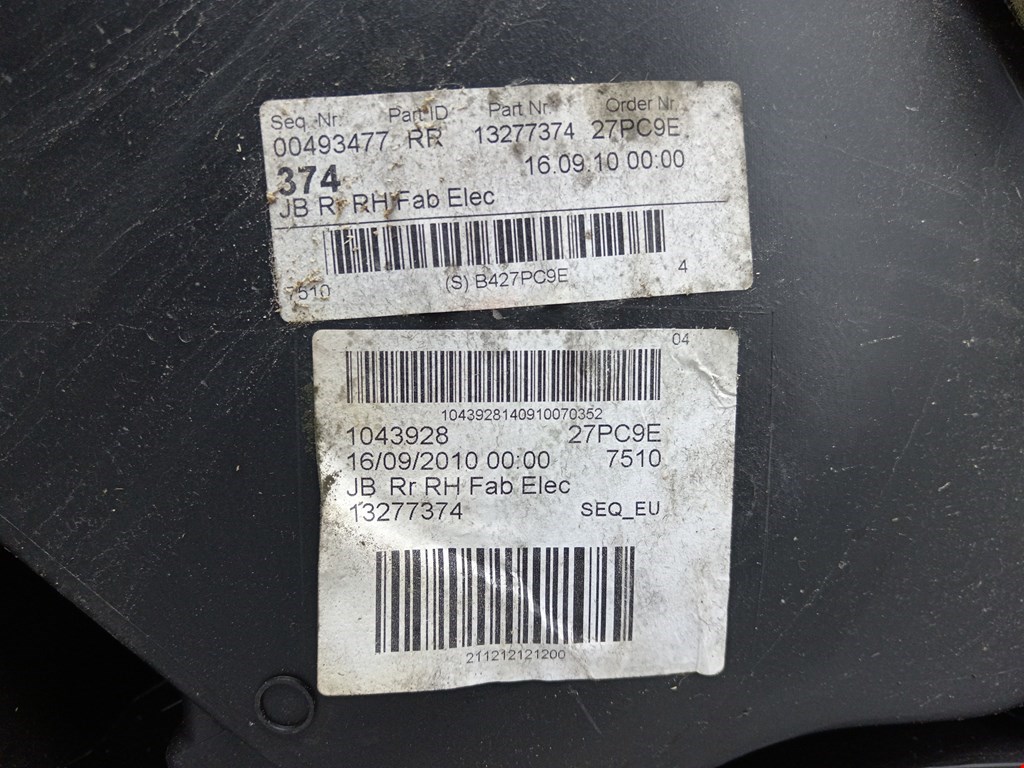 Seq. Nr. Part ID Part Nr. Order Nr.
00493477 RR 13277374 27PC9E
374 16.09.10 00:00
JB Rr RH Fab Elec
7510 (S) B427PC9E 4
04
1043928140910070352
1043928 27PC9E
16/09/2010 00:00 7510
JB Rr RH Fab Elec
13277374 SEQ_EU
211212121200